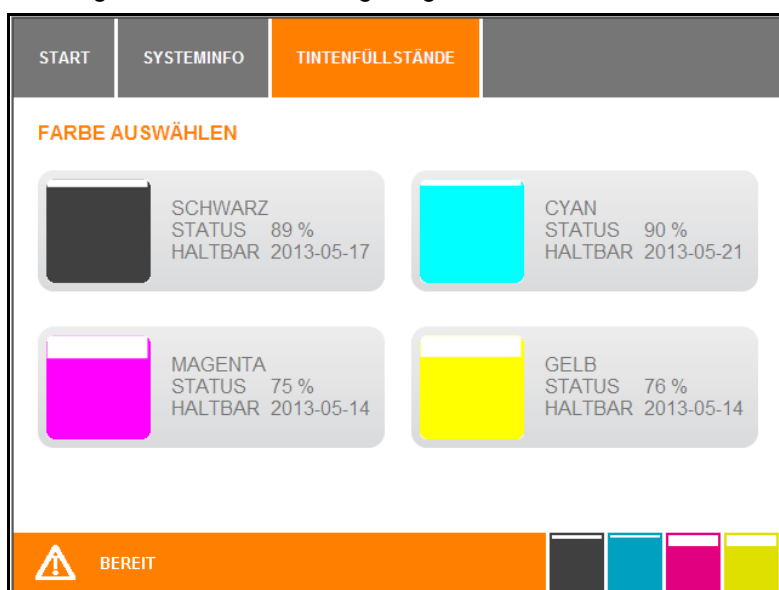 START SYSTEMINFO TINTENFÜLLSTÄNDE
FARBE AUSWÄHLEN
SCHWARZ
STATUS 89 %
HALTBAR 2013-05-17
CYAN
STATUS 90 %
HALTBAR 2013-05-21
MAGENTA
STATUS 75 %
HALTBAR 2013-05-14
GELB
STATUS 76 %
HALTBAR 2013-05-14
BEREIT